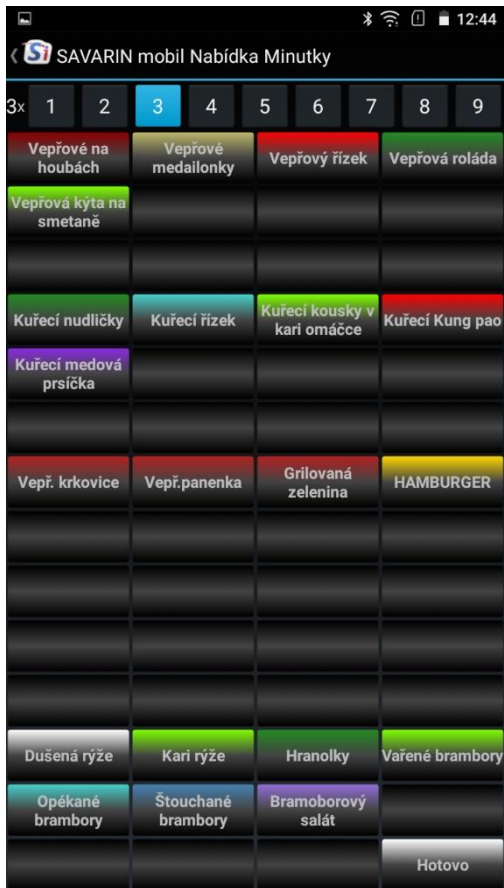 12:44
Si SAVARIN mobil Nabídka Minutky
3x 1 2 3 4 5 6 7 8 9
Vepřové na
houbách
Vepřové
medailonky
Vepřový řízek
Vepřová roláda
Vepřová kýta na
smetaně
Kuřecí nudličky
Kuřecí řízek
Kuřecí kousky v
kari omáčce
Kuřecí Kung pao
Kuřecí medová
prsíčka
Vepř. krkovice
Vepř.panenka
Grilovaná
zelenina
HAMBURGER
Dušená rýže
Kari rýže
Hranolky
Vařené brambory
Opékané
brambory
Štouchané
brambory
Bramoborový
salát
Hotovo